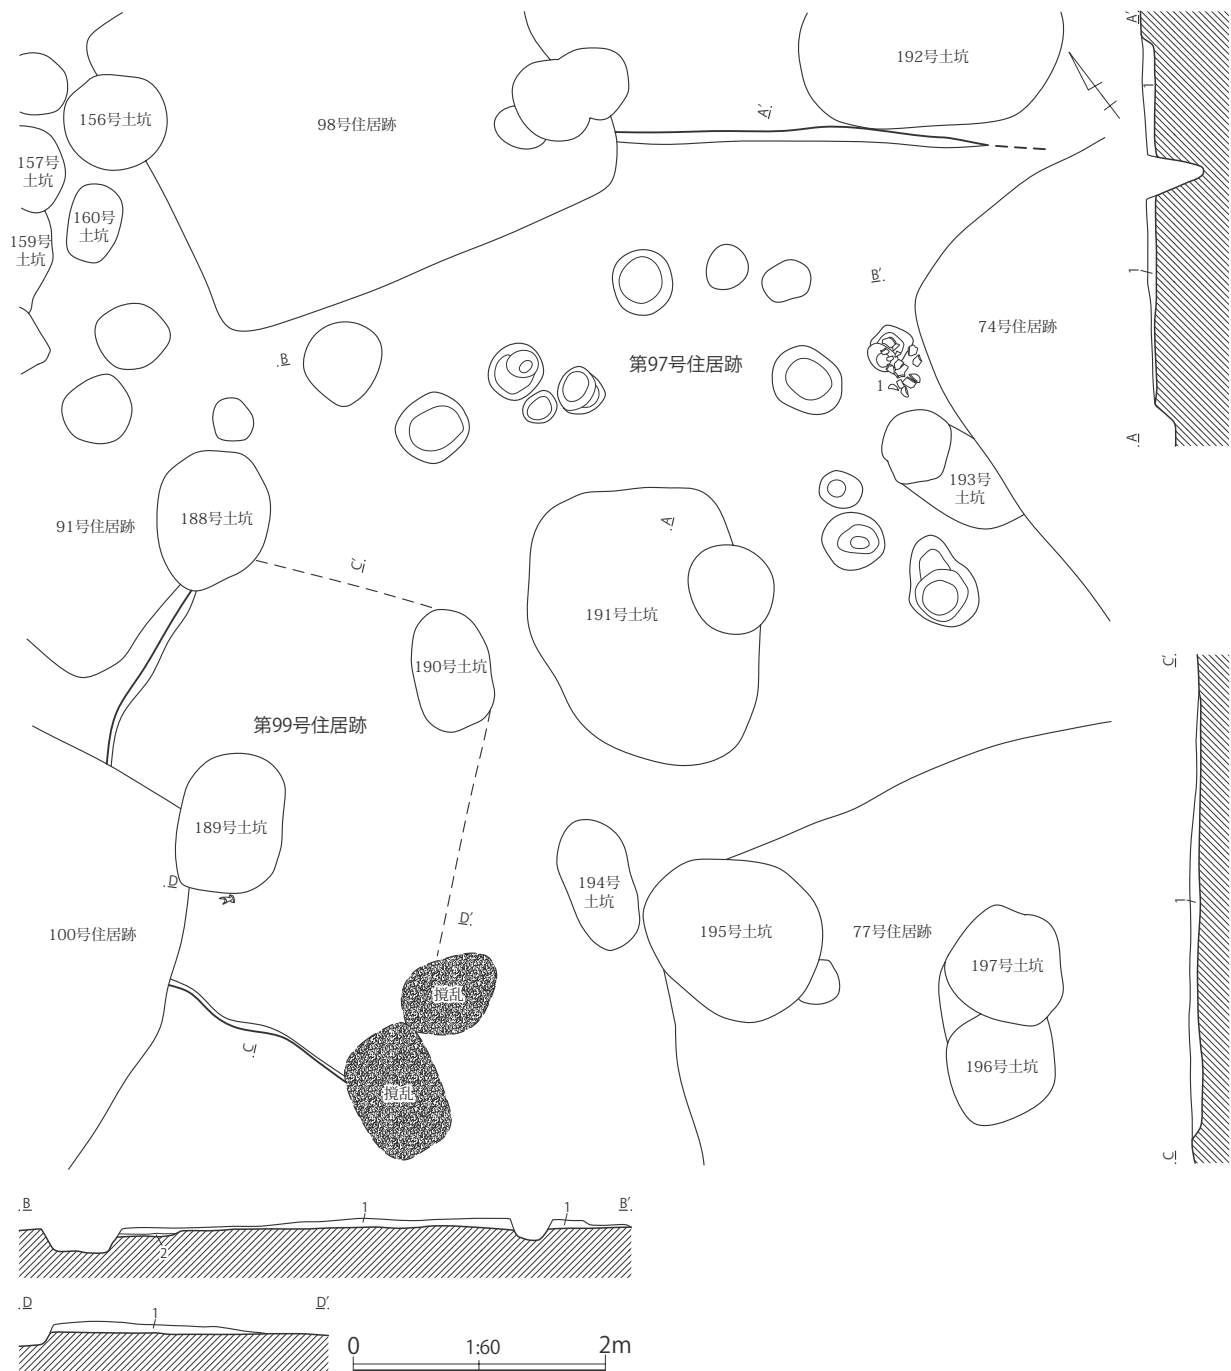 192号土坑
A′
156号土坑
98号住居跡
A′
1
157号
土坑
160号
土坑
159号
土坑
B′
1
74号住居跡
B
第97号住居跡
1
A
193号
土坑
188号土坑
91号住居跡
A
C′
191号土坑
190号土坑
C′
第99号住居跡
189号土坑
D
194号
土坑
1
D′
195号土坑
77号住居跡
100号住居跡
197号土坑
撹乱
C
196号土坑
撹乱
C
B
1
1
B′
2
D
1
D′
0
1:60
2m